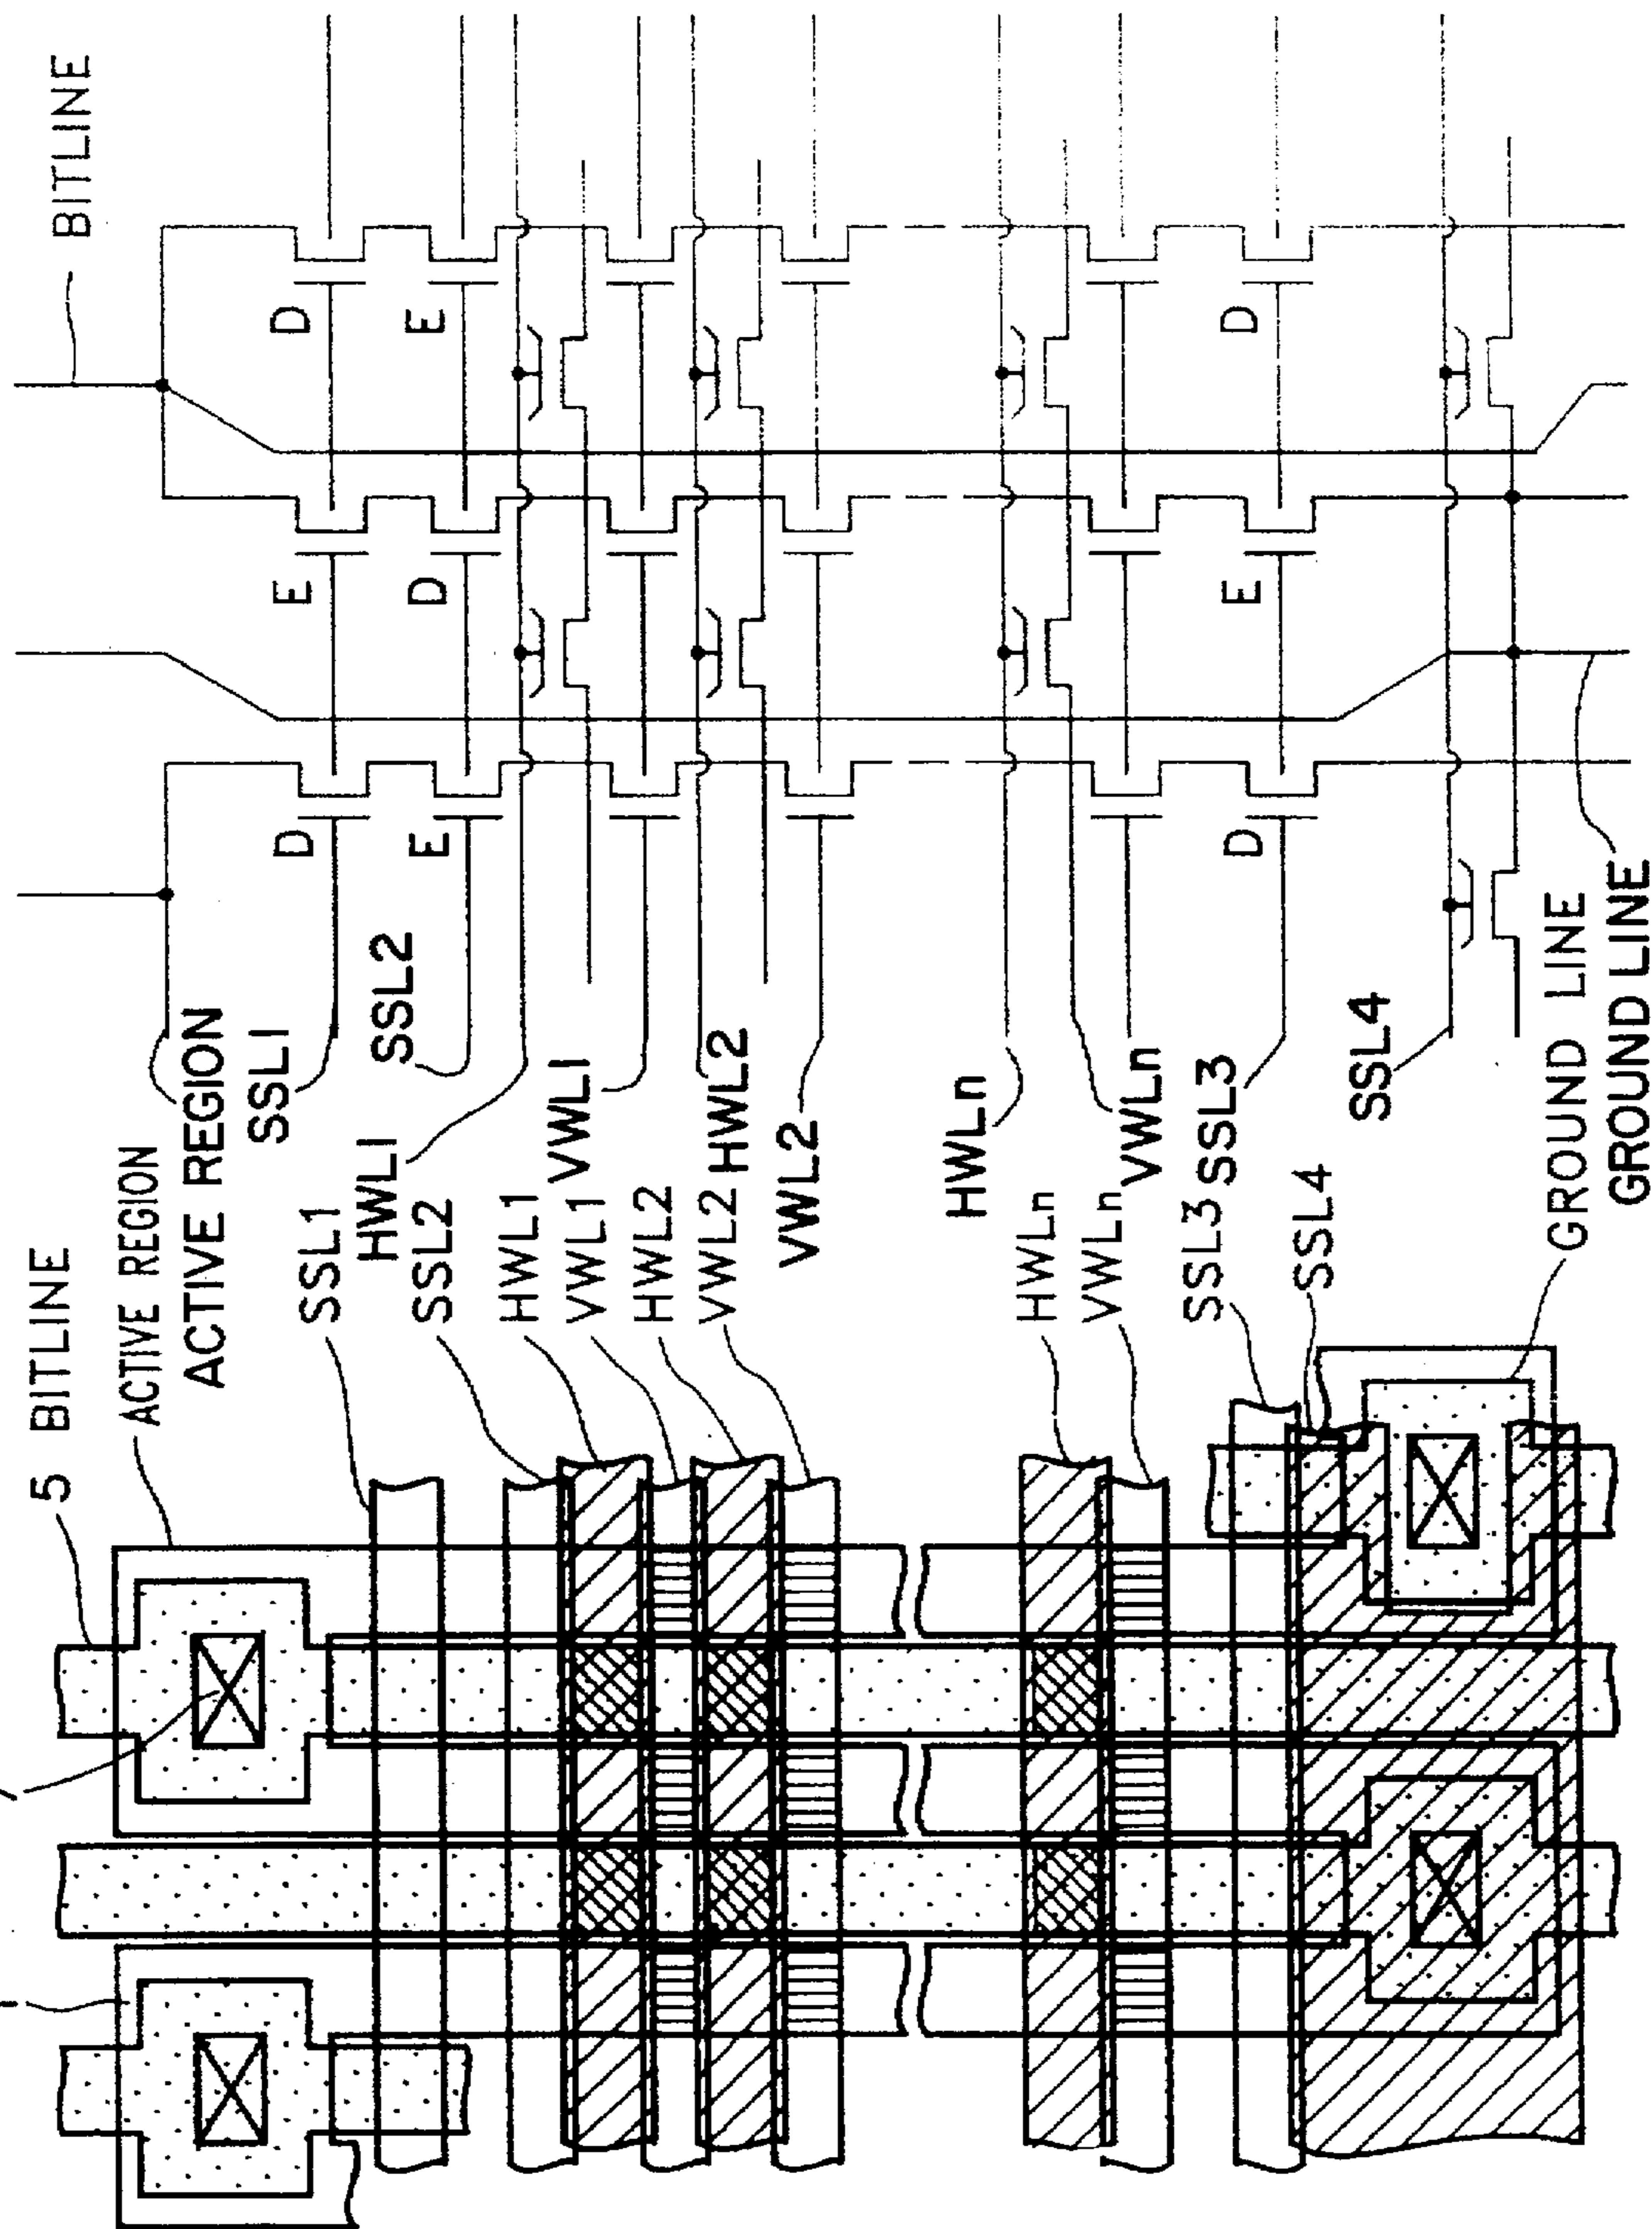 BITLINE
D
E
D
E
D
E
D
E
D
SSL1
SSL2
HWL1
VWL1
HWL2
VWL2
HWLn
VWLn
SSL3
SSL4
ACTIVE REGION
GROUND LINE
5 BITLINE
ACTIVE REGION
SSL1
SSL2
HWL1
VWL1
HWL2
VWL2
HWLn
VWLn
SSL3
SSL4
GROUND LINE